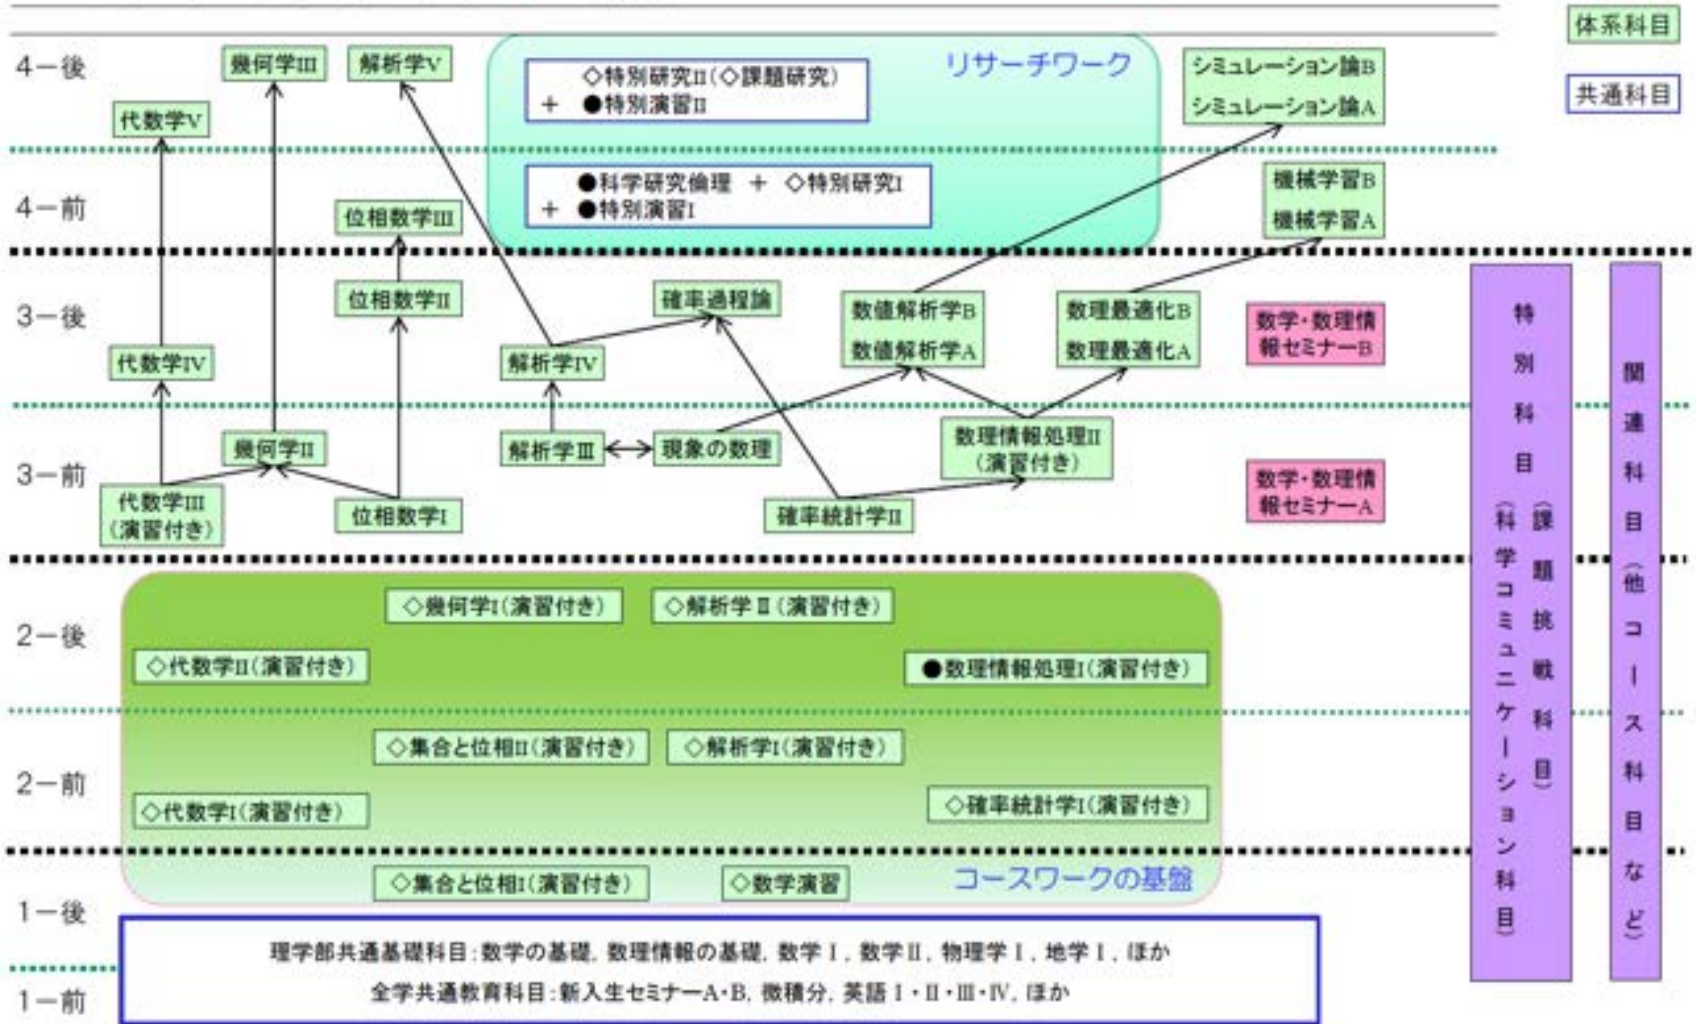 体系科目
共通科目
4－後
幾何学III
解析学V
代数学V
リサーチワーク
◇特別研究II（◇課題研究）
＋ ●特別演習II
シミュレーション論B
シミュレーション論A
4－前
●科学研究倫理 ＋ ◇特別研究I
＋ ●特別演習I
位相数学III
機械学習B
機械学習A
3－後
位相数学II
確率過程論
数値解析学B
数値解析学A
数理最適化B
数理最適化A
数学・数理情
報セミナーB
代数学IV
解析学IV
3－前
幾何学II
解析学Ⅲ
現象の数理
数理情報処理II
（演習付き）
代数学III
（演習付き）
位相数学I
確率統計学II
数学・数理情
報セミナーA
特別科目（課題挑戦科目）
（科学コミュニケーション科目）
関連科目（他コース科目など）
2－後
◇幾何学I（演習付き）
◇解析学Ⅱ（演習付き）
◇代数学II（演習付き）
●数理情報処理I（演習付き）
2－前
◇集合と位相II（演習付き）
◇解析学I（演習付き）
◇代数学I（演習付き）
◇確率統計学I（演習付き）
1－後
◇集合と位相I（演習付き）
◇数学演習
コースワークの基盤
理学部共通基礎科目：数学の基礎, 数理情報の基礎, 数学Ⅰ, 数学Ⅱ, 物理学Ⅰ, 地学Ⅰ, ほか
1－前
全学共通教育科目：新入生セミナーA・B, 微積分, 英語Ⅰ・Ⅱ・Ⅲ・Ⅳ, ほか